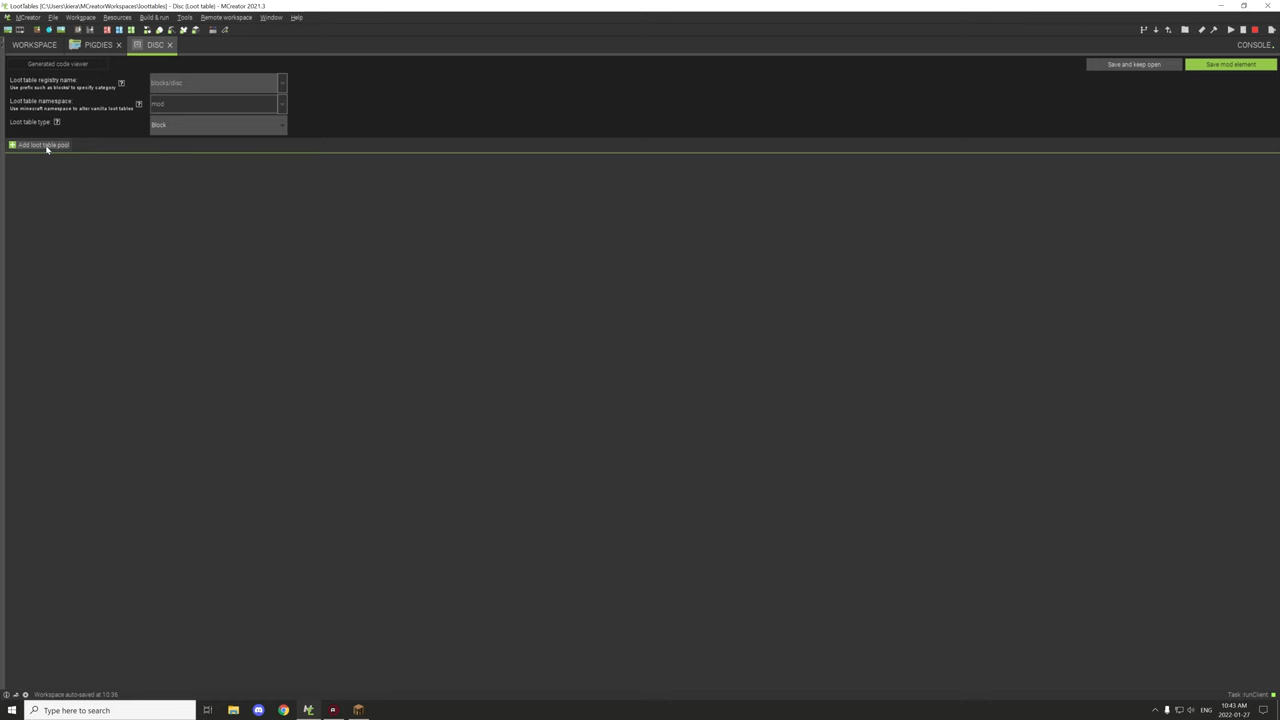 LootTables [C:\Users\kiera\MCreatorWorkspaces\loottables] - Disc (Loot table) - MCreator 2021.3
MCreator File Workspace Resources Build & run Tools Remote workspace Window Help
WORKSPACE PIGDIES DISC CONSOLE
Generated code viewer Save and keep open Save mod element
Loot table registry name:
Use prefix such as blocks/ to specify category
blocks/disc
Loot table namespace:
Use minecraft namespace to alter vanilla loot tables
mod
Loot table type: Block
Add loot table pool
Workspace auto-saved at 10:36 Task: runClient
Type here to search
ENG
10:43 AM
2022-01-27